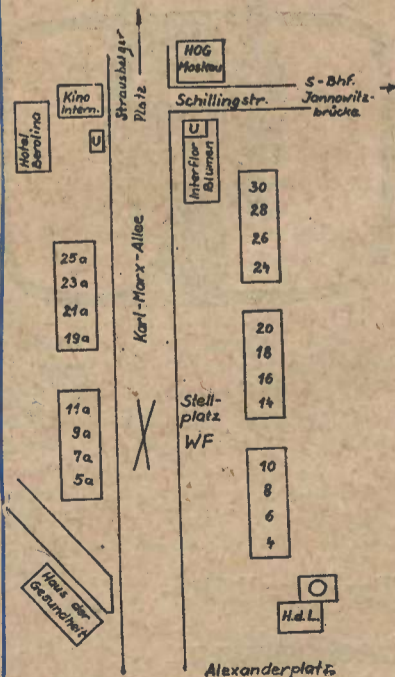 HOG
Moskau
Strausberger
Platz
Kino
Intern.
Hotel
Berolina
U
S-Bhf.
Jannowitz-
brücke
Schillingstr.
U
Interflor
Blumen
30
28
26
24
Karl-Marx-Allee
25a
23a
21a
19a
20
18
16
14
Stell-
platz
WF
11a
9a
7a
5a
10
8
6
4
Haus der
Gesundheit
H.d.L.
Alexanderplatz